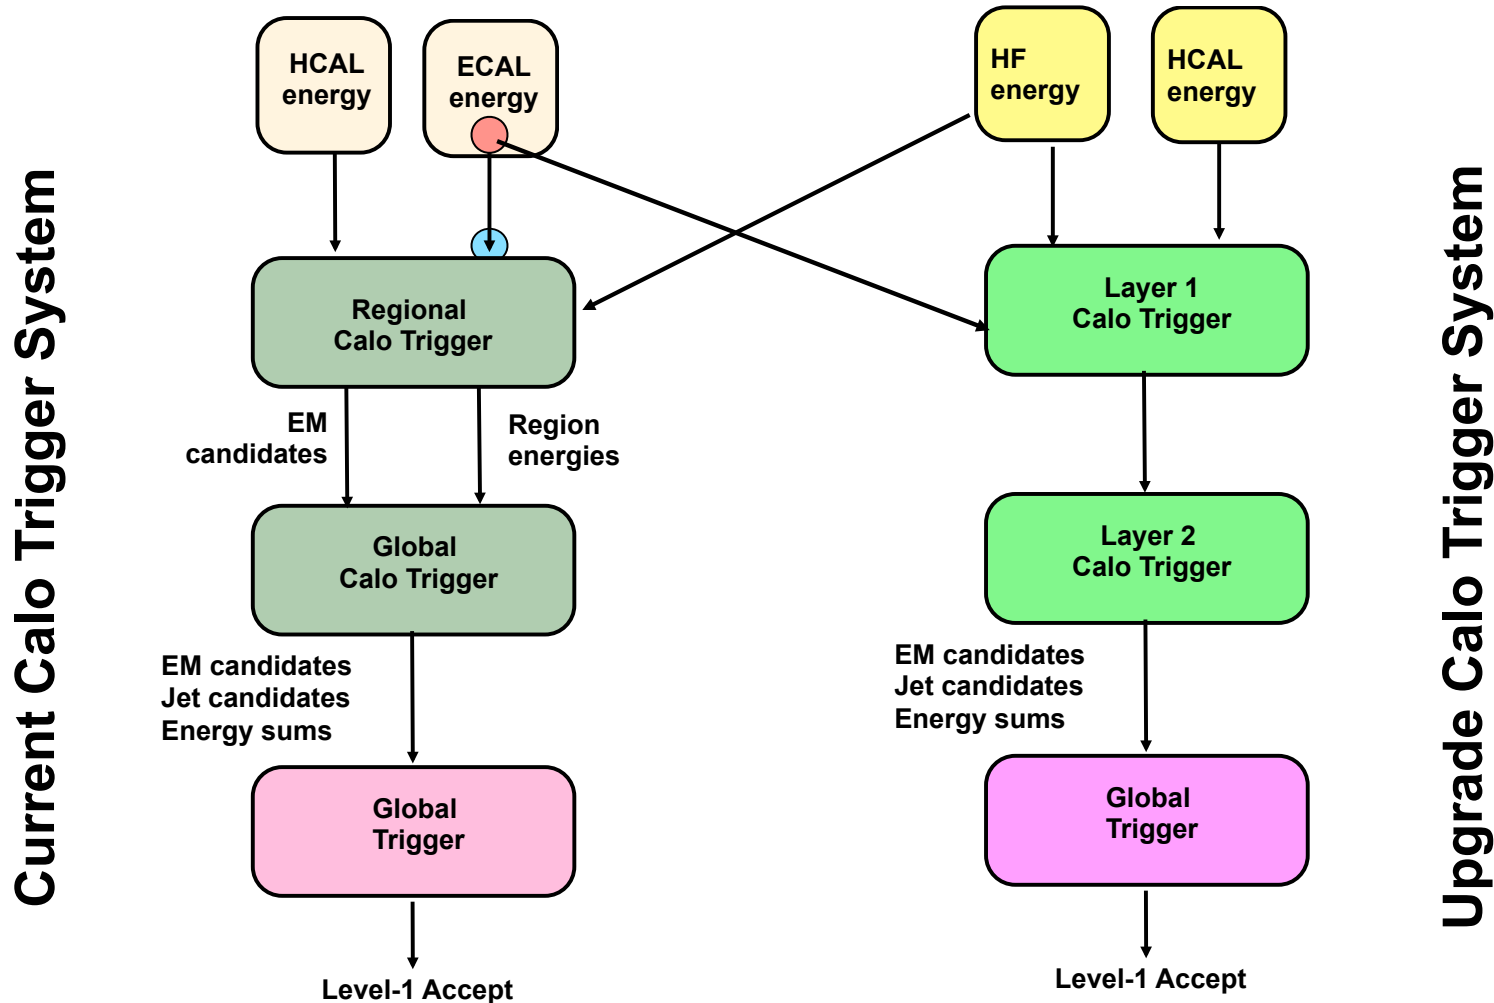 Current Calo Trigger System
HCAL
energy
ECAL
energy
Regional
Calo Trigger
EM
candidates
Region
energies
Global
Calo Trigger
EM candidates
Jet candidates
Energy sums
Global
Trigger
Level-1 Accept
HF
energy
HCAL
energy
Layer 1
Calo Trigger
Layer 2
Calo Trigger
EM candidates
Jet candidates
Energy sums
Global
Trigger
Level-1 Accept
Upgrade Calo Trigger System